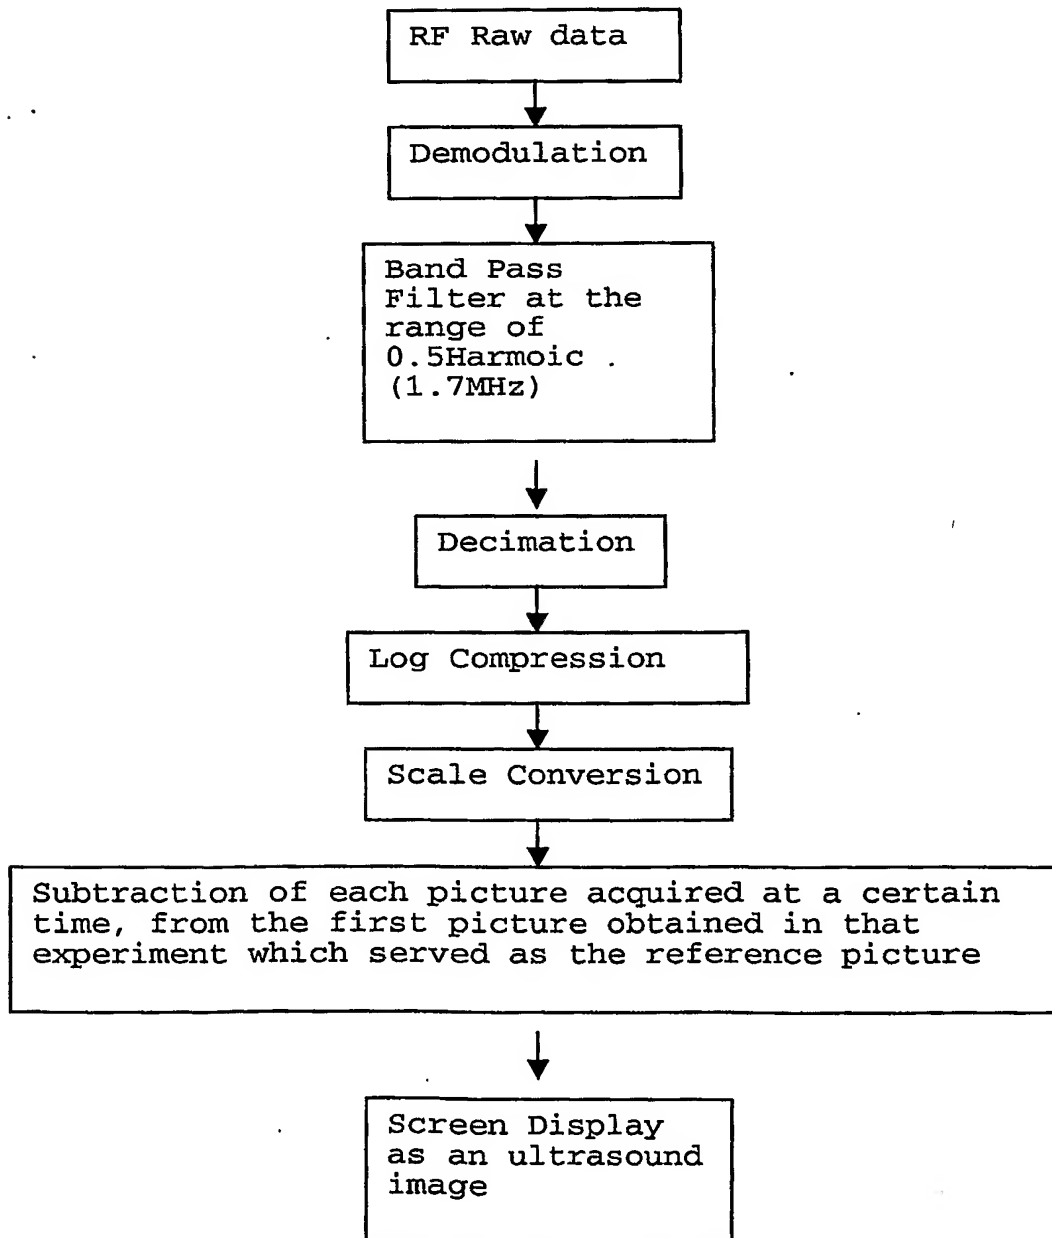 RF Raw data
Demodulation
Band Pass
Filter at the
range of
0.5Harmoic .
(1.7MHz)
Decimation
Log Compression
Scale Conversion
Subtraction of each picture acquired at a certain
time, from the first picture obtained in that
experiment which served as the reference picture
Screen Display
as an ultrasound
image